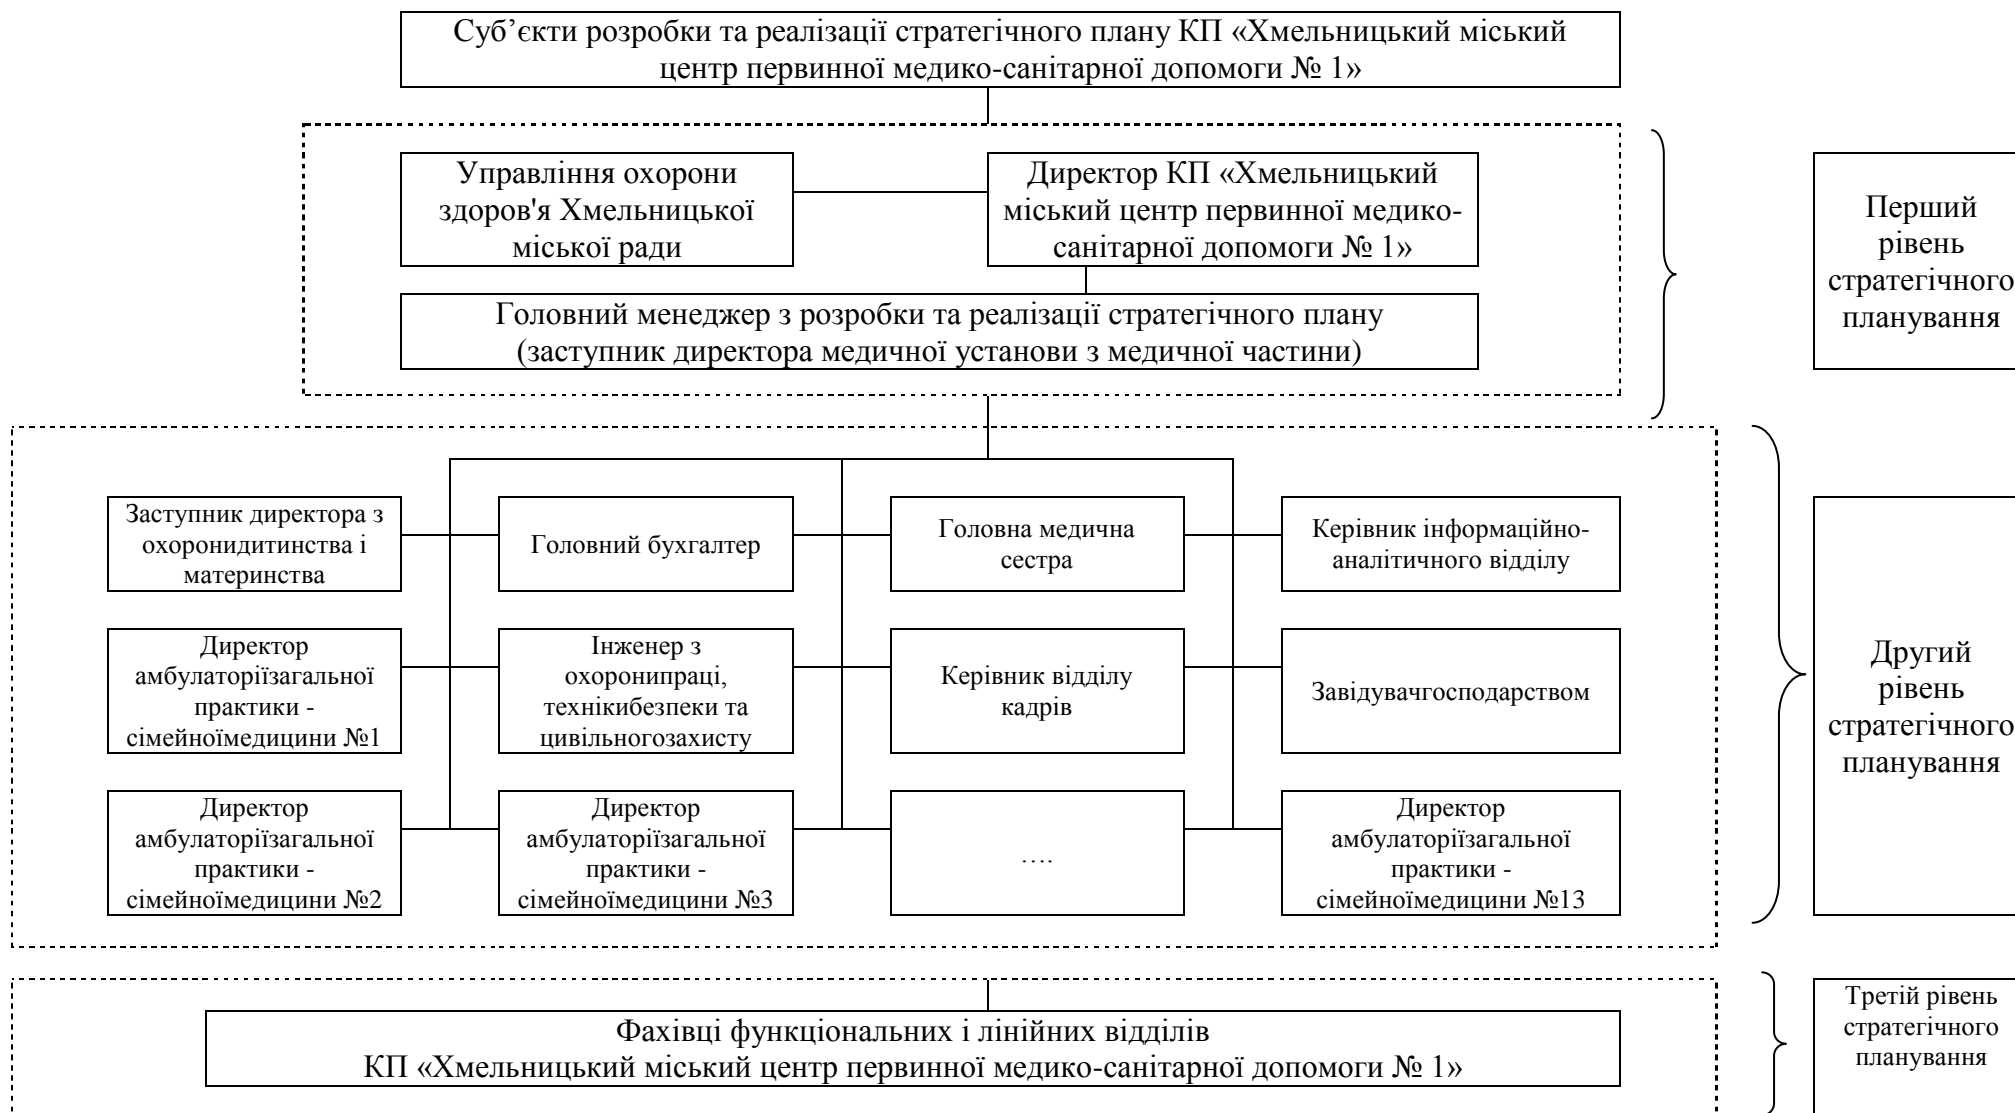 Суб’єкти розробки та реалізації стратегічного плану КП «Хмельницький міський
центр первинної медико-санітарної допомоги № 1»
Управління охорони
здоров'я Хмельницької
міської ради
Директор КП «Хмельницький
міський центр первинної медико-
санітарної допомоги № 1»
Головний менеджер з розробки та реалізації стратегічного плану
(заступник директора медичної установи з медичної частини)
Перший
рівень
стратегічного
планування
Заступник директора з
охоронидитинства і
материнства
Головний бухгалтер
Головна медична
сестра
Керівник інформаційно-
аналітичного відділу
Директор
амбулаторіїзагальної
практики -
сімейноїмедицини №1
Інженер з
охоронипраці,
технікибезпеки та
цивільногозахисту
Керівник відділу
кадрів
Завідувачгосподарством
Директор
амбулаторіїзагальної
практики -
сімейноїмедицини №2
Директор
амбулаторіїзагальної
практики -
сімейноїмедицини №3
….
Директор
амбулаторіїзагальної
практики -
сімейноїмедицини №13
Другий
рівень
стратегічного
планування
Фахівці функціональних і лінійних відділів
КП «Хмельницький міський центр первинної медико-санітарної допомоги № 1»
Третій рівень
стратегічного
планування